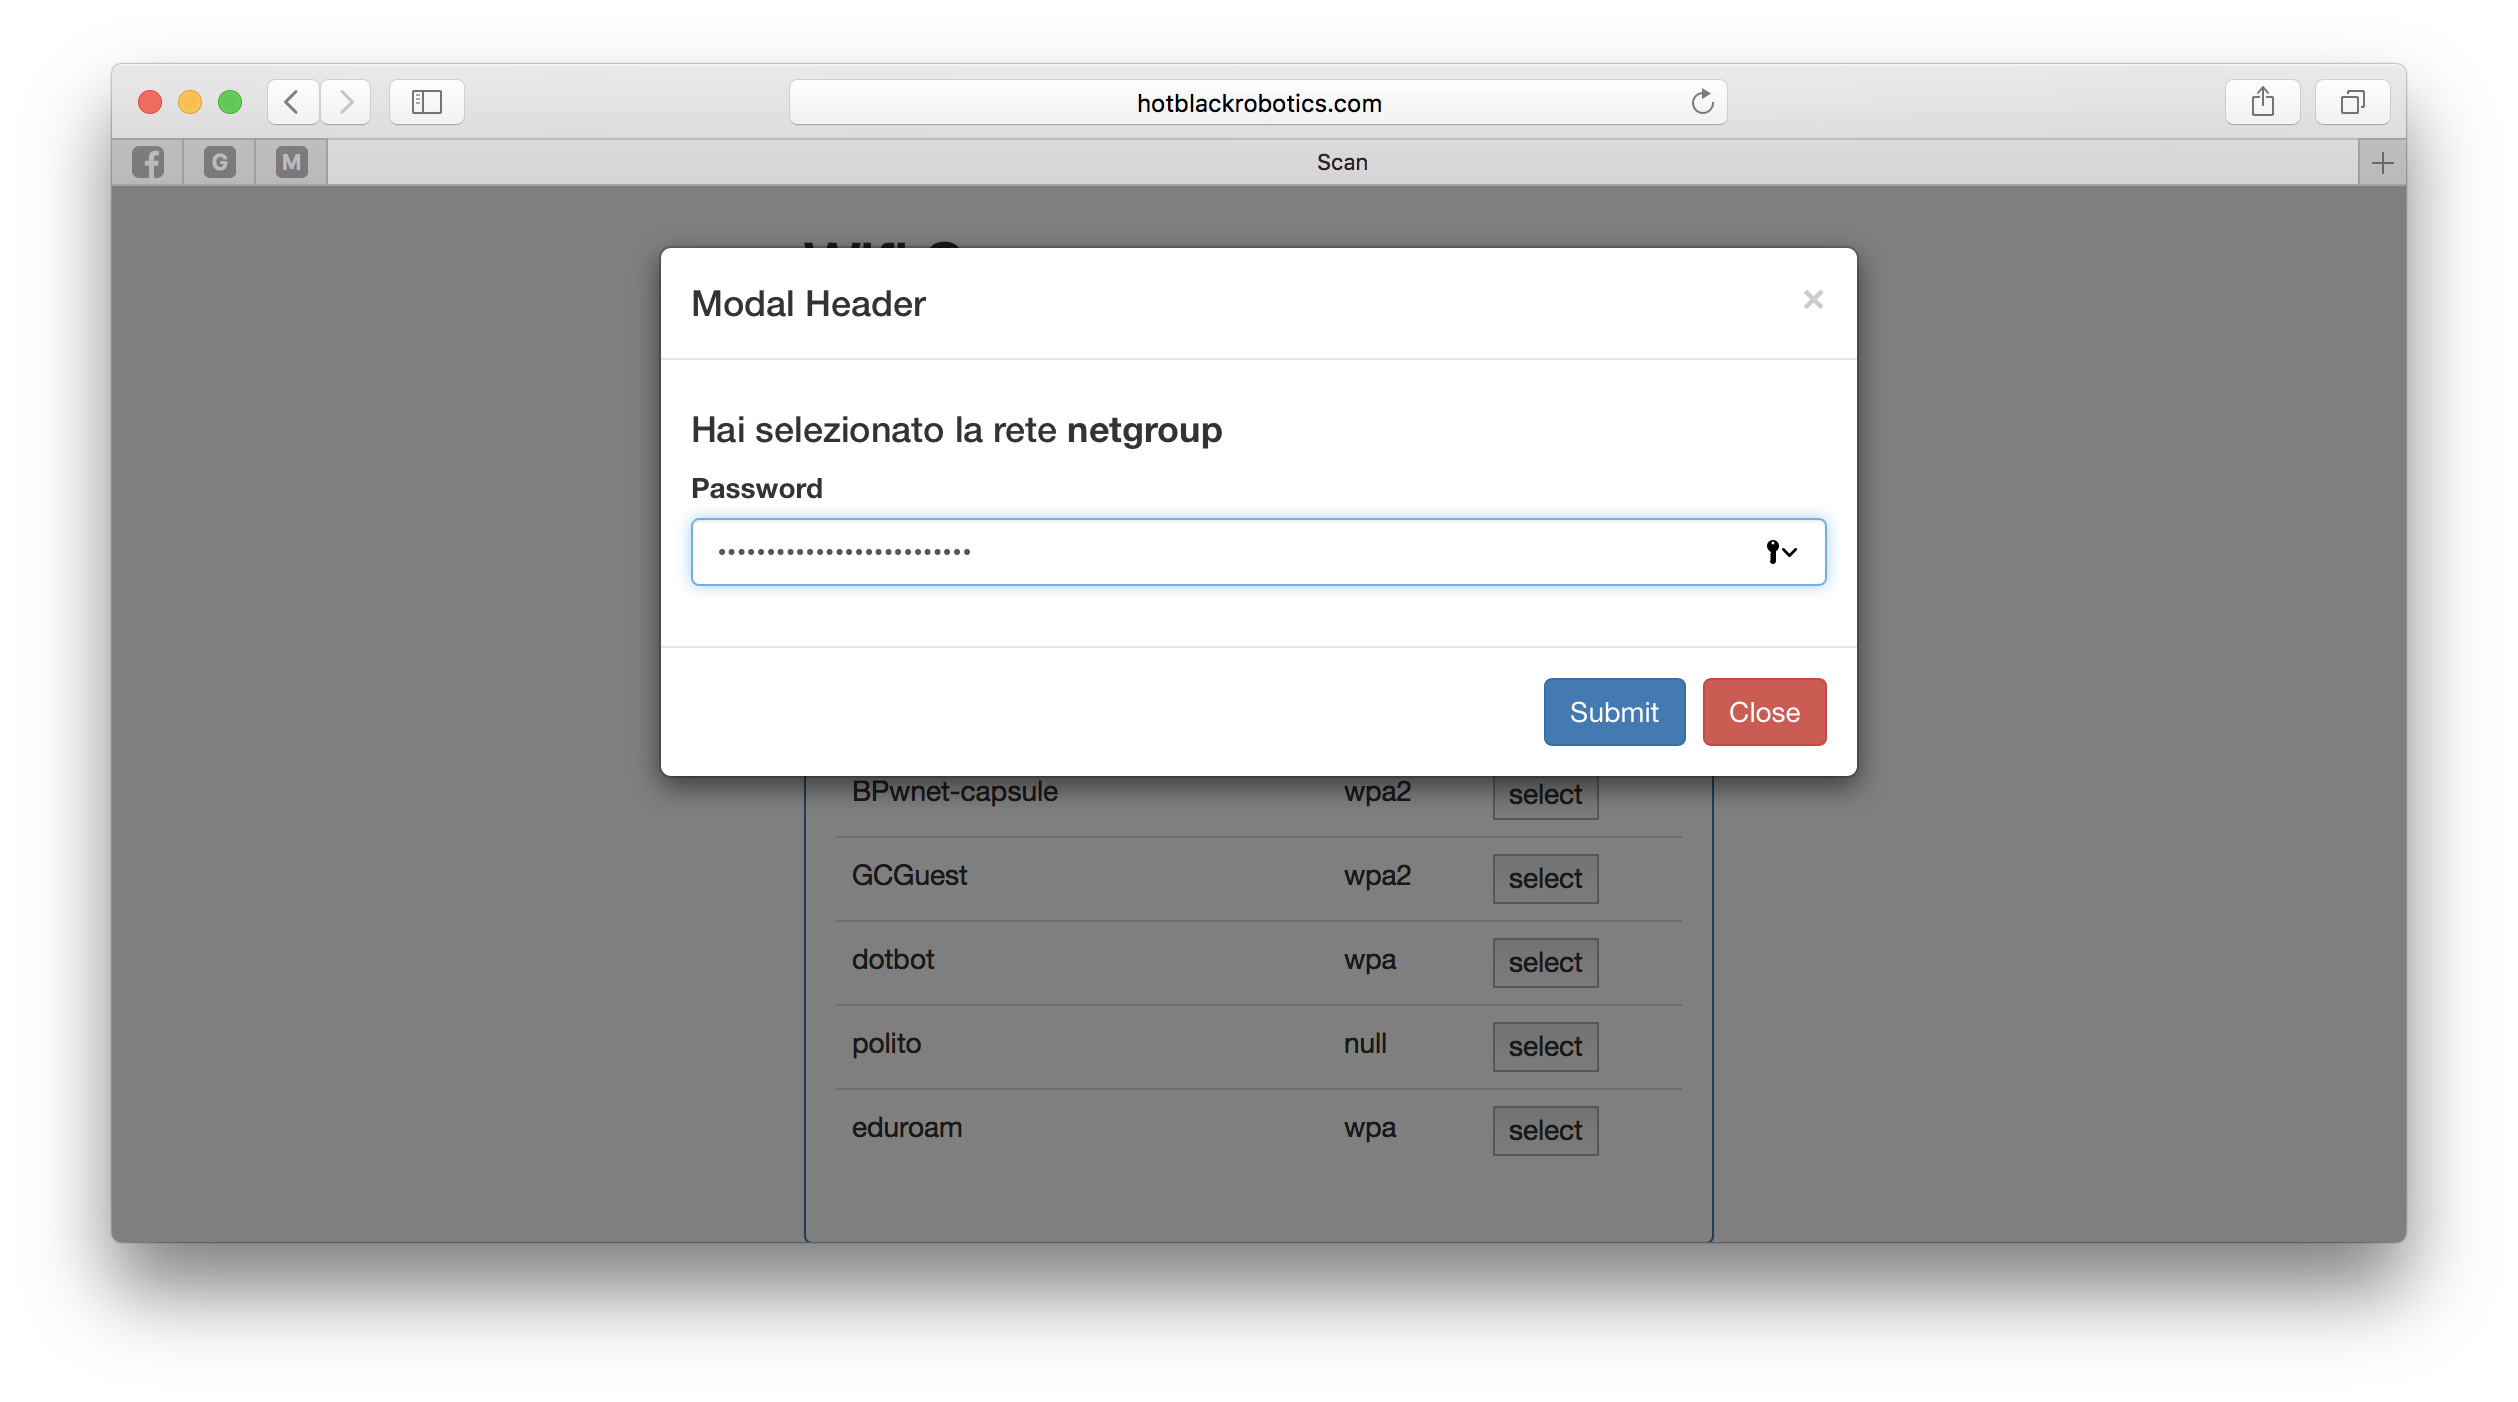 hotblackrobotics.com
G
M
Scan
Modal Header
×
Hai selezionato la rete netgroup
Password
••••••••••••••••••••••••••
Submit Close
BPwnet-capsule wpa2 select
GCGuest wpa2 select
dotbot wpa select
polito null select
eduroam wpa select